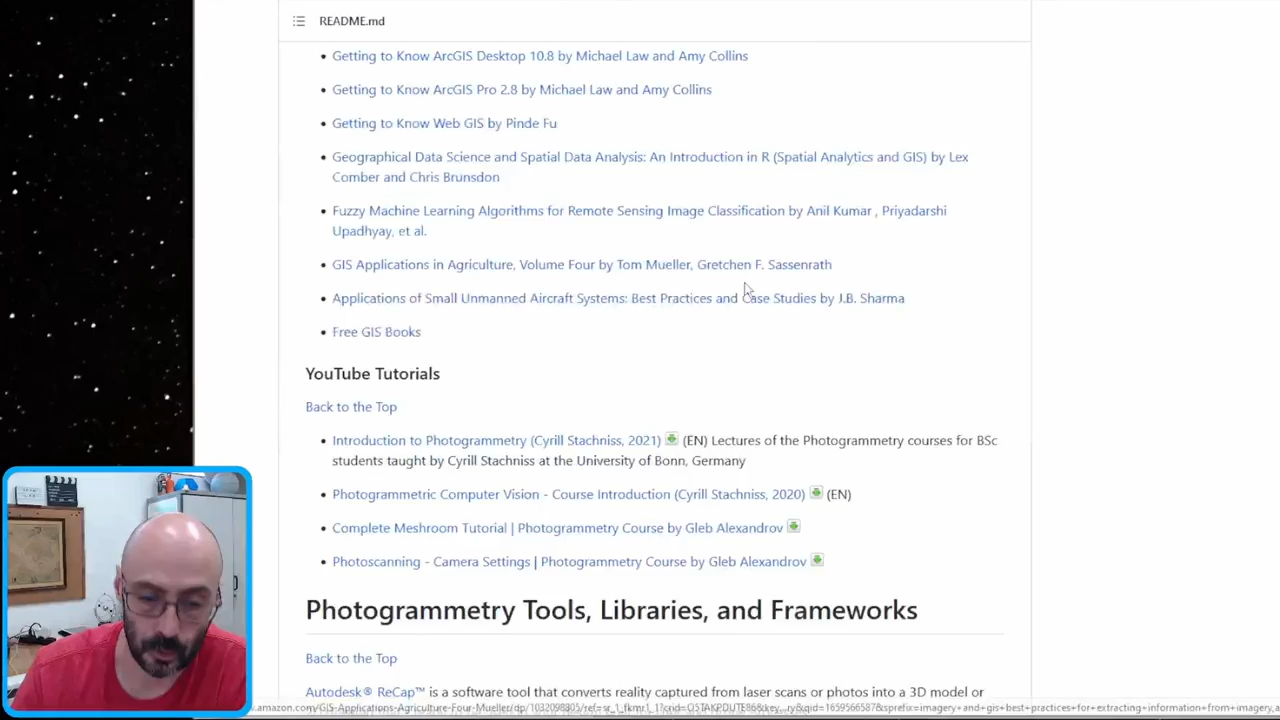 README.md
Getting to Know ArcGIS Desktop 10.8 by Michael Law and Amy Collins
Getting to Know ArcGIS Pro 2.8 by Michael Law and Amy Collins
Getting to Know Web GIS by Pinde Fu
Geographical Data Science and Spatial Data Analysis: An Introduction in R (Spatial Analytics and GIS) by Lex
Comber and Chris Brunsdon
Fuzzy Machine Learning Algorithms for Remote Sensing Image Classification by Anil Kumar , Priyadarshi
Upadhyay, et al.
GIS Applications in Agriculture, Volume Four by Tom Mueller, Gretchen F. Sassenrath
Applications of Small Unmanned Aircraft Systems: Best Practices and Case Studies by J.B. Sharma
Free GIS Books
YouTube Tutorials
Back to the Top
Introduction to Photogrammetry (Cyrill Stachniss, 2021) (EN) Lectures of the Photogrammetry courses for BSc
students taught by Cyrill Stachniss at the University of Bonn, Germany
Photogrammetric Computer Vision - Course Introduction (Cyrill Stachniss, 2020) (EN)
Complete Meshroom Tutorial | Photogrammetry Course by Gleb Alexandrov
Photoscanning - Camera Settings | Photogrammetry Course by Gleb Alexandrov
Photogrammetry Tools, Libraries, and Frameworks
Back to the Top
Autodesk® ReCap™ is a software tool that converts reality captured from laser scans or photos into a 3D model or